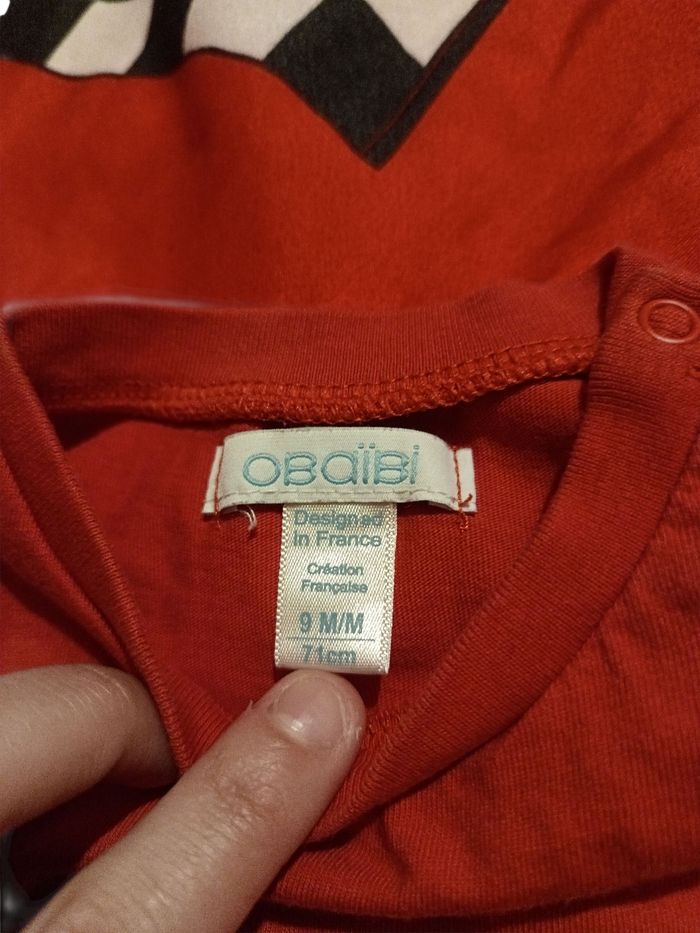 OBaïBi
Designed
in France
Création
Française
9 M/M
71cm